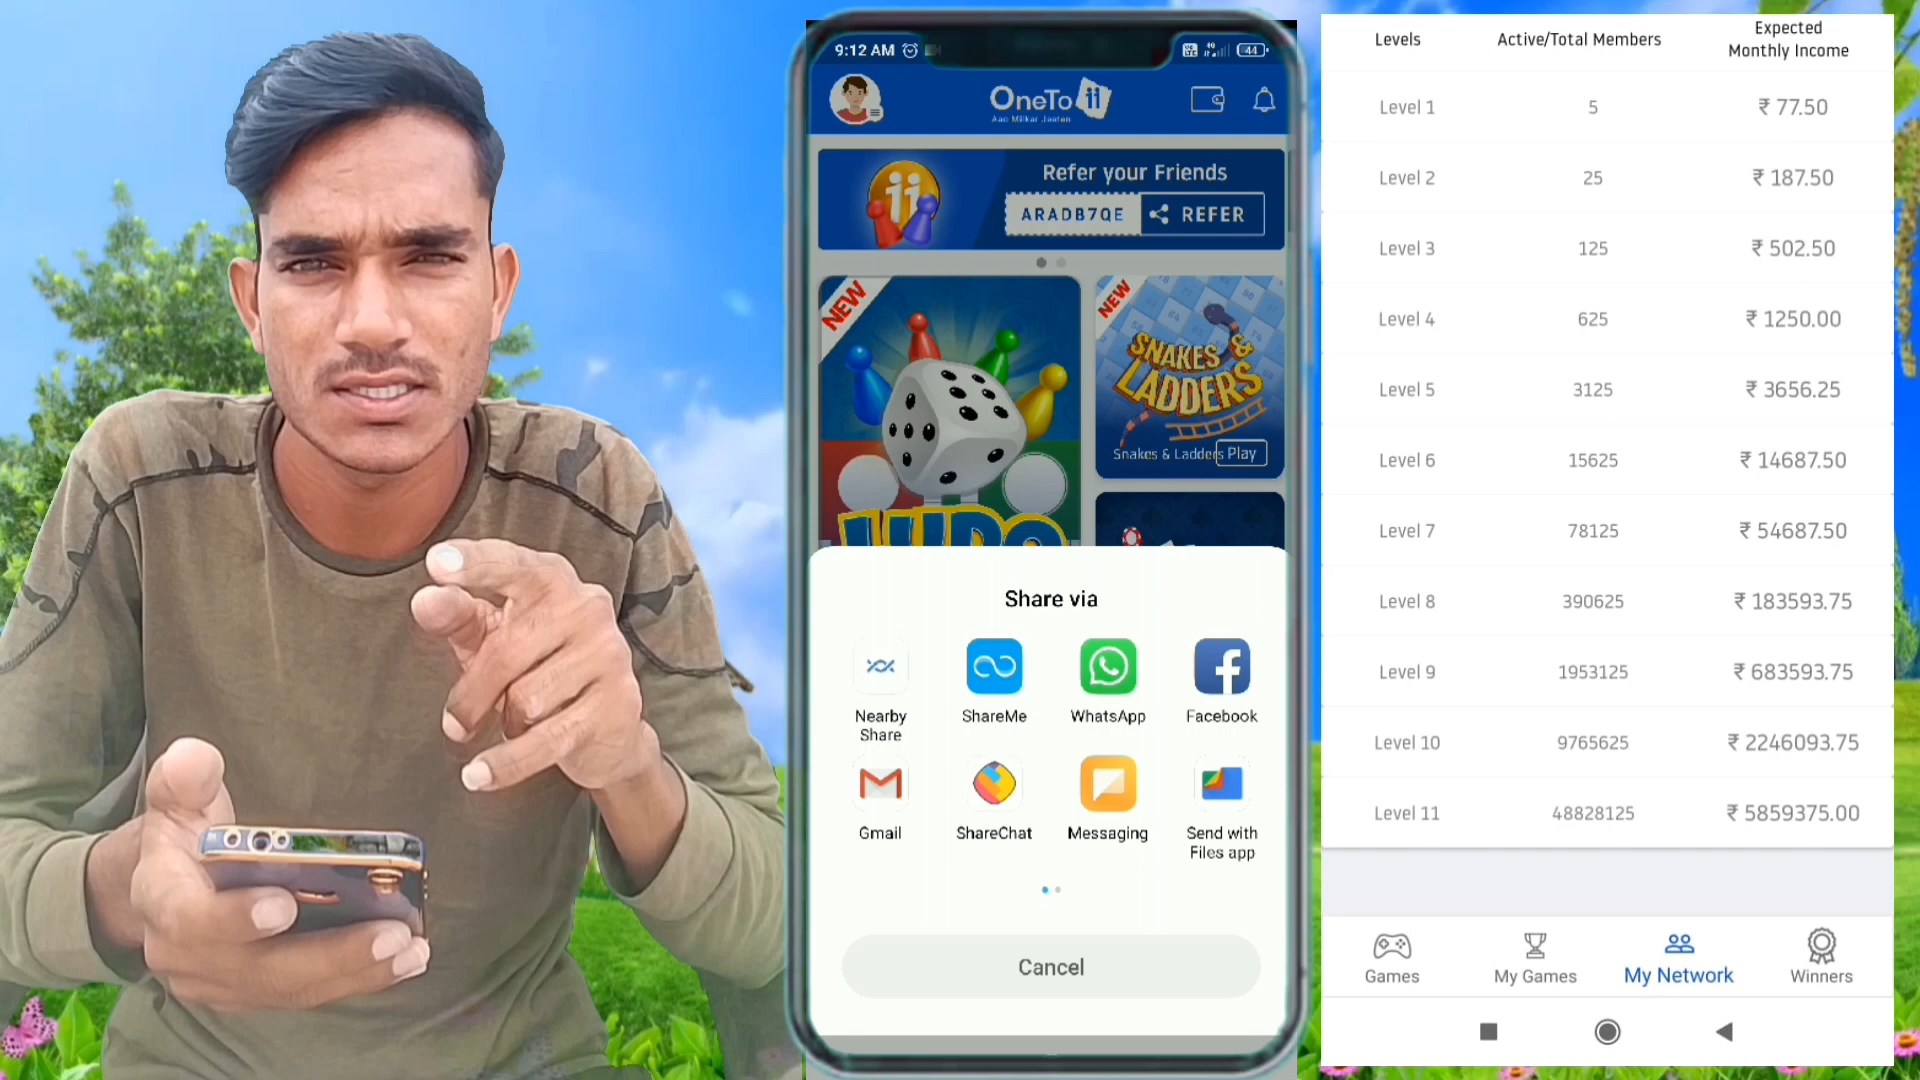 9:12 AM
44
OneTo 11
Aao Milkar Jeeten
Refer your Friends
ARADB7QE
REFER
NEW
LUDO
NEW
SNAKES &
LADDERS
Snakes & Ladders Play
Share via
Nearby
Share
ShareMe
WhatsApp
Facebook
Gmail
ShareChat
Messaging
Send with
Files app
Cancel
Levels Active/Total Members Expected
Monthly Income
Level 1 5 ₹ 77.50
Level 2 25 ₹ 187.50
Level 3 125 ₹ 502.50
Level 4 625 ₹ 1250.00
Level 5 3125 ₹ 3656.25
Level 6 15625 ₹ 14687.50
Level 7 78125 ₹ 54687.50
Level 8 390625 ₹ 183593.75
Level 9 1953125 ₹ 683593.75
Level 10 9765625 ₹ 2246093.75
Level 11 48828125 ₹ 5859375.00
Games My Games My Network Winners